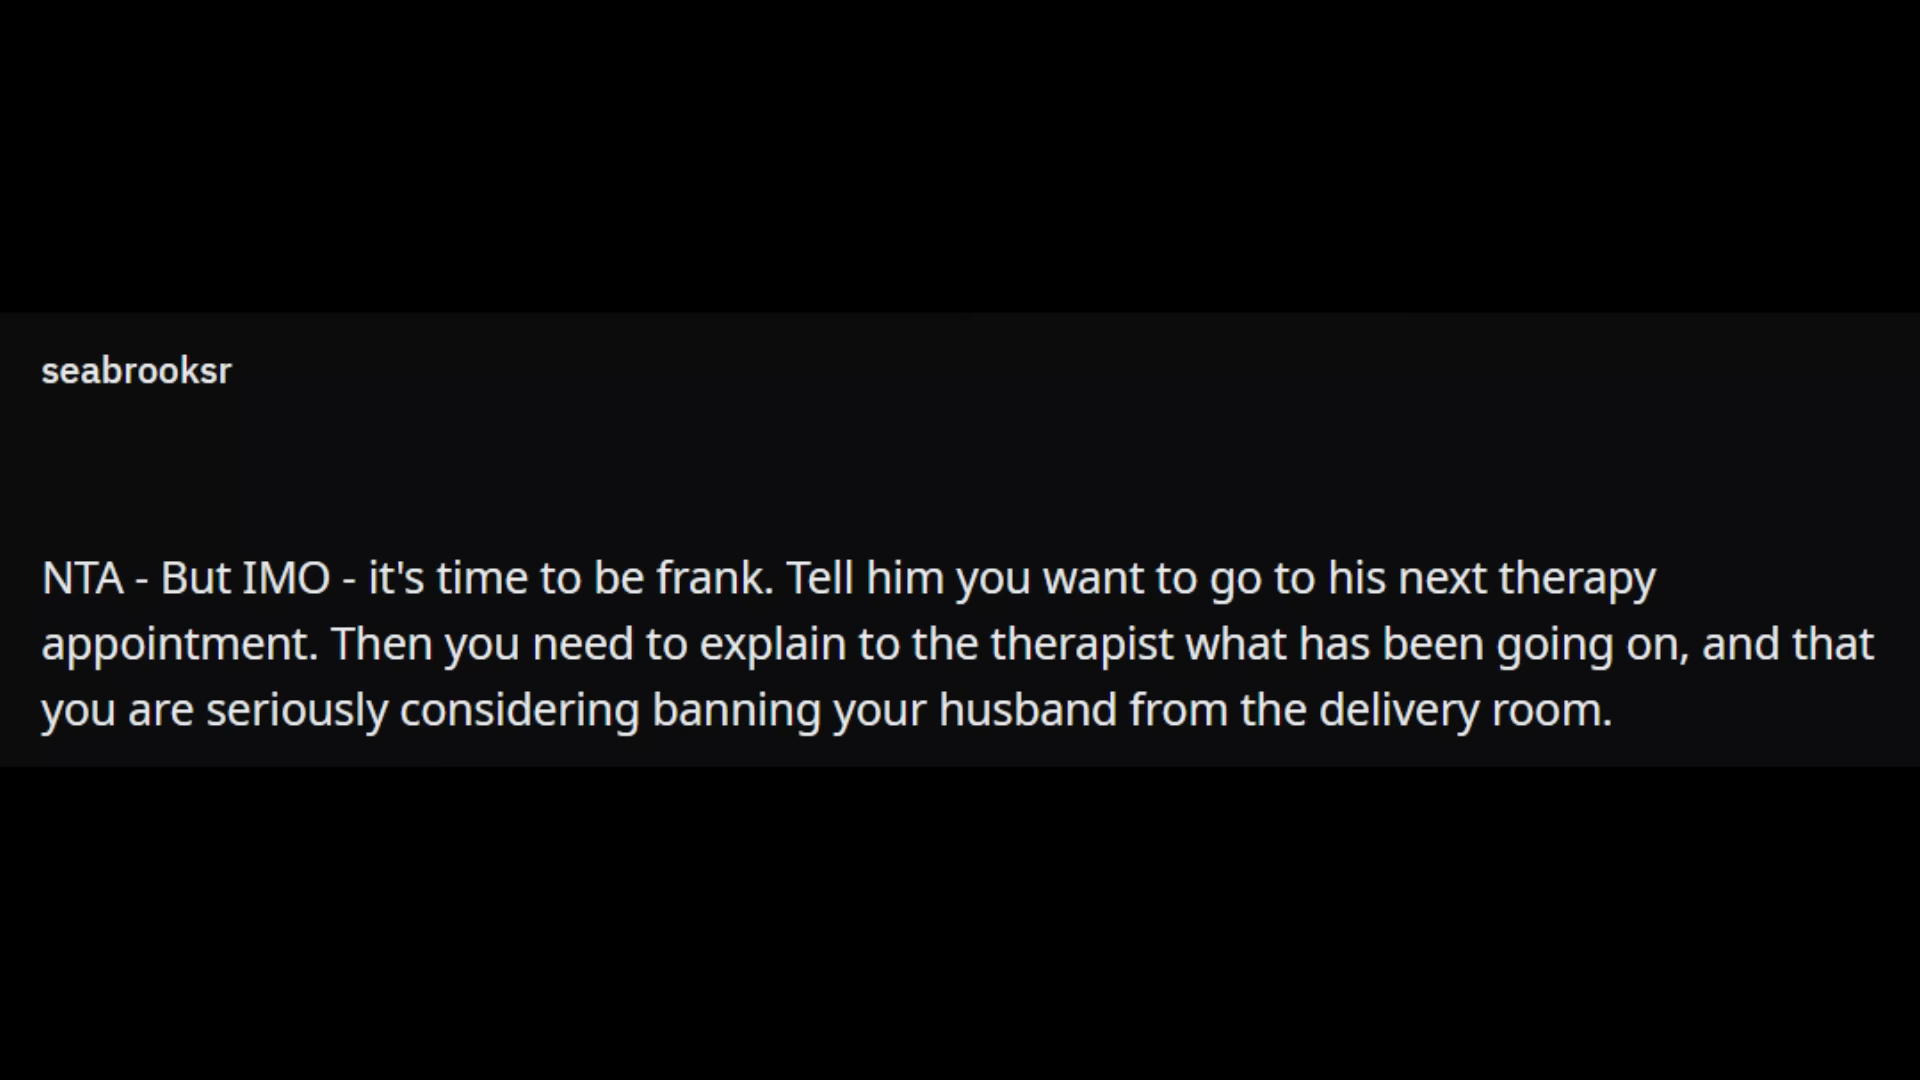 seabrooksr
NTA - But IMO - it's time to be frank. Tell him you want to go to his next therapy
appointment. Then you need to explain to the therapist what has been going on, and that
you are seriously considering banning your husband from the delivery room.